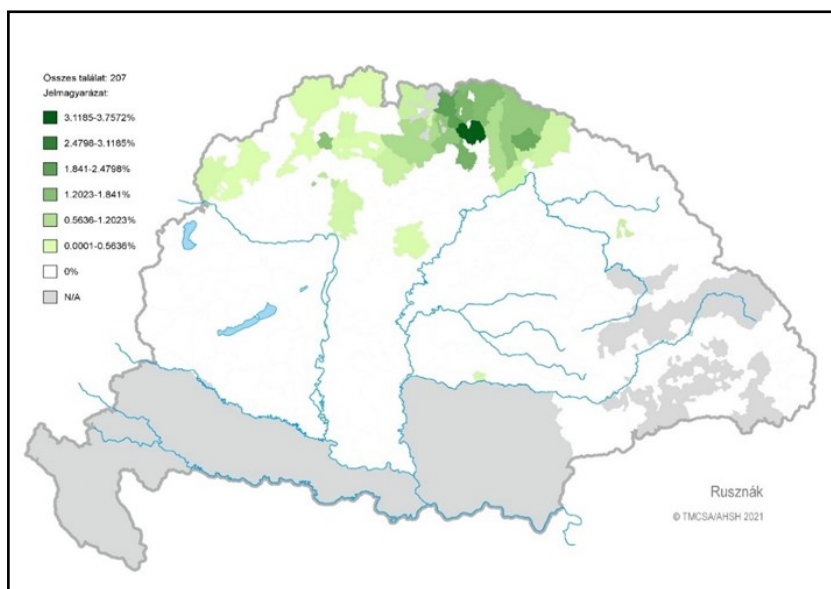 Összes találat: 207
Jelmagyarázat:
3.1185-3.7572%
2.4798-3.1185%
1.841-2.4798%
1.2023-1.841%
0.5636-1.2023%
0.0001-0.5636%
0%
N/A
Rusznák
© TMCSA/AHSH 2021